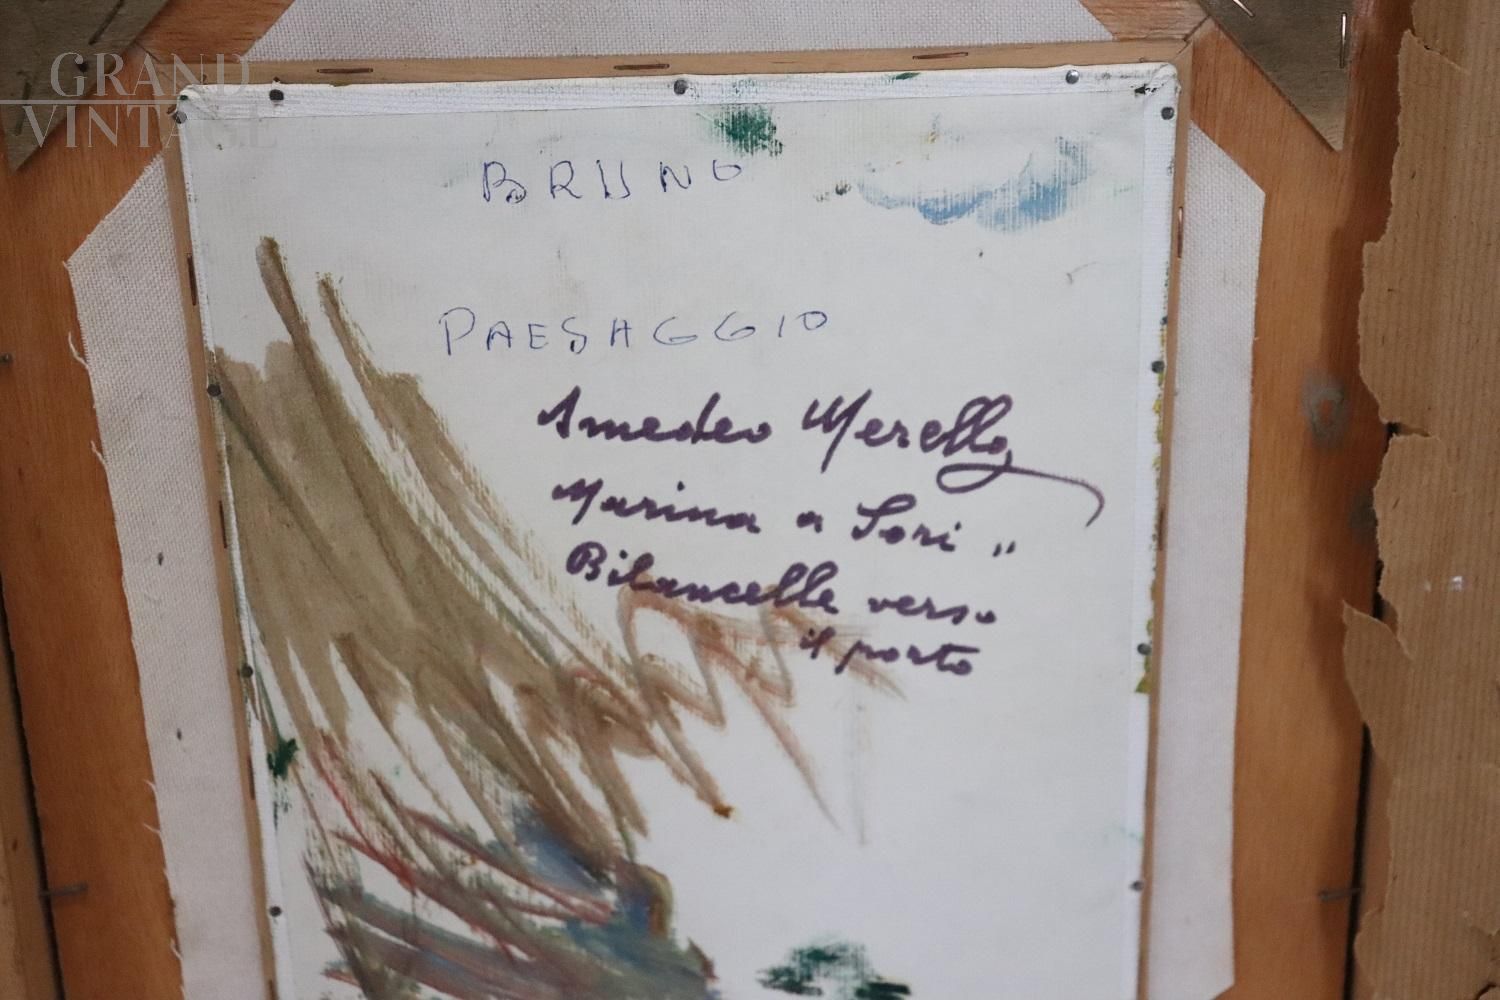 GRAND
VINTAGE
BRUNO
PAESAGGIO
Amedeo Merello
Marina a Sori "
Bilancelle verso
il porto